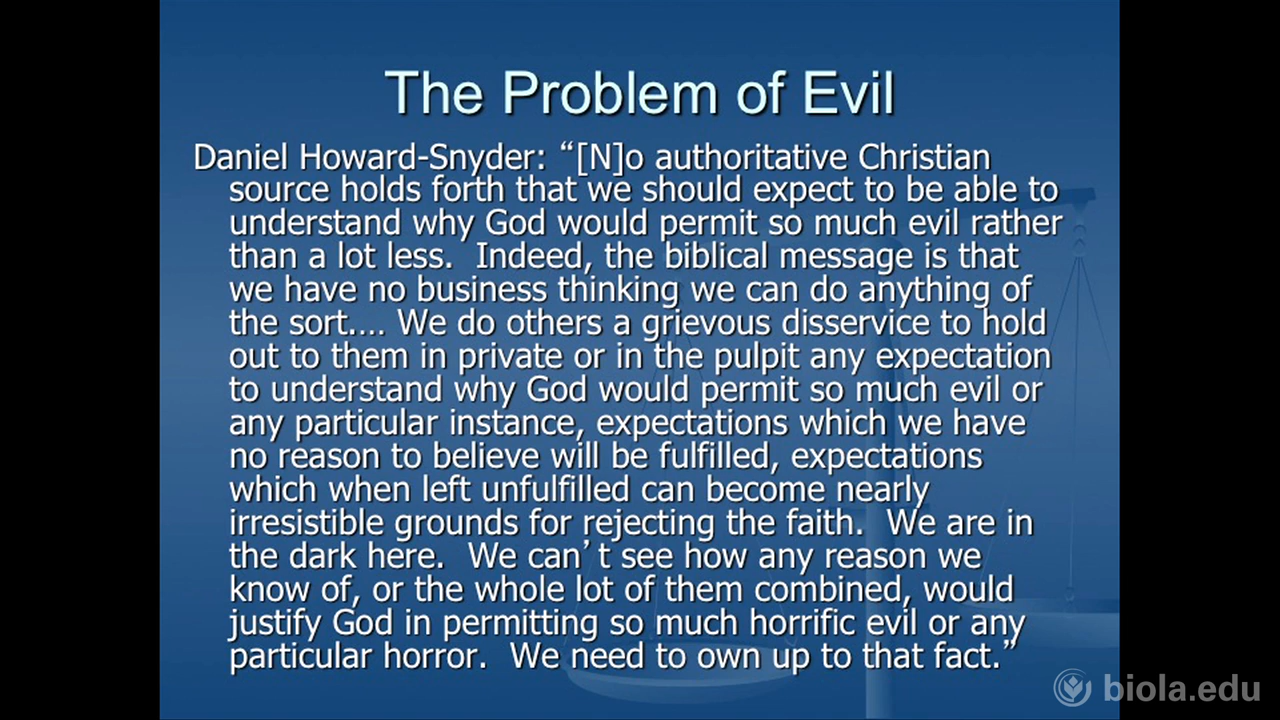 The Problem of Evil
Daniel Howard-Snyder: “[N]o authoritative Christian
source holds forth that we should expect to be able to
understand why God would permit so much evil rather
than a lot less.  Indeed, the biblical message is that
we have no business thinking we can do anything of
the sort.… We do others a grievous disservice to hold
out to them in private or in the pulpit any expectation
to understand why God would permit so much evil or
any particular instance, expectations which we have
no reason to believe will be fulfilled, expectations
which when left unfulfilled can become nearly
irresistible grounds for rejecting the faith.  We are in
the dark here.  We can’t see how any reason we
know of, or the whole lot of them combined, would
justify God in permitting so much horrific evil or any
particular horror.  We need to own up to that fact.”
biola.edu